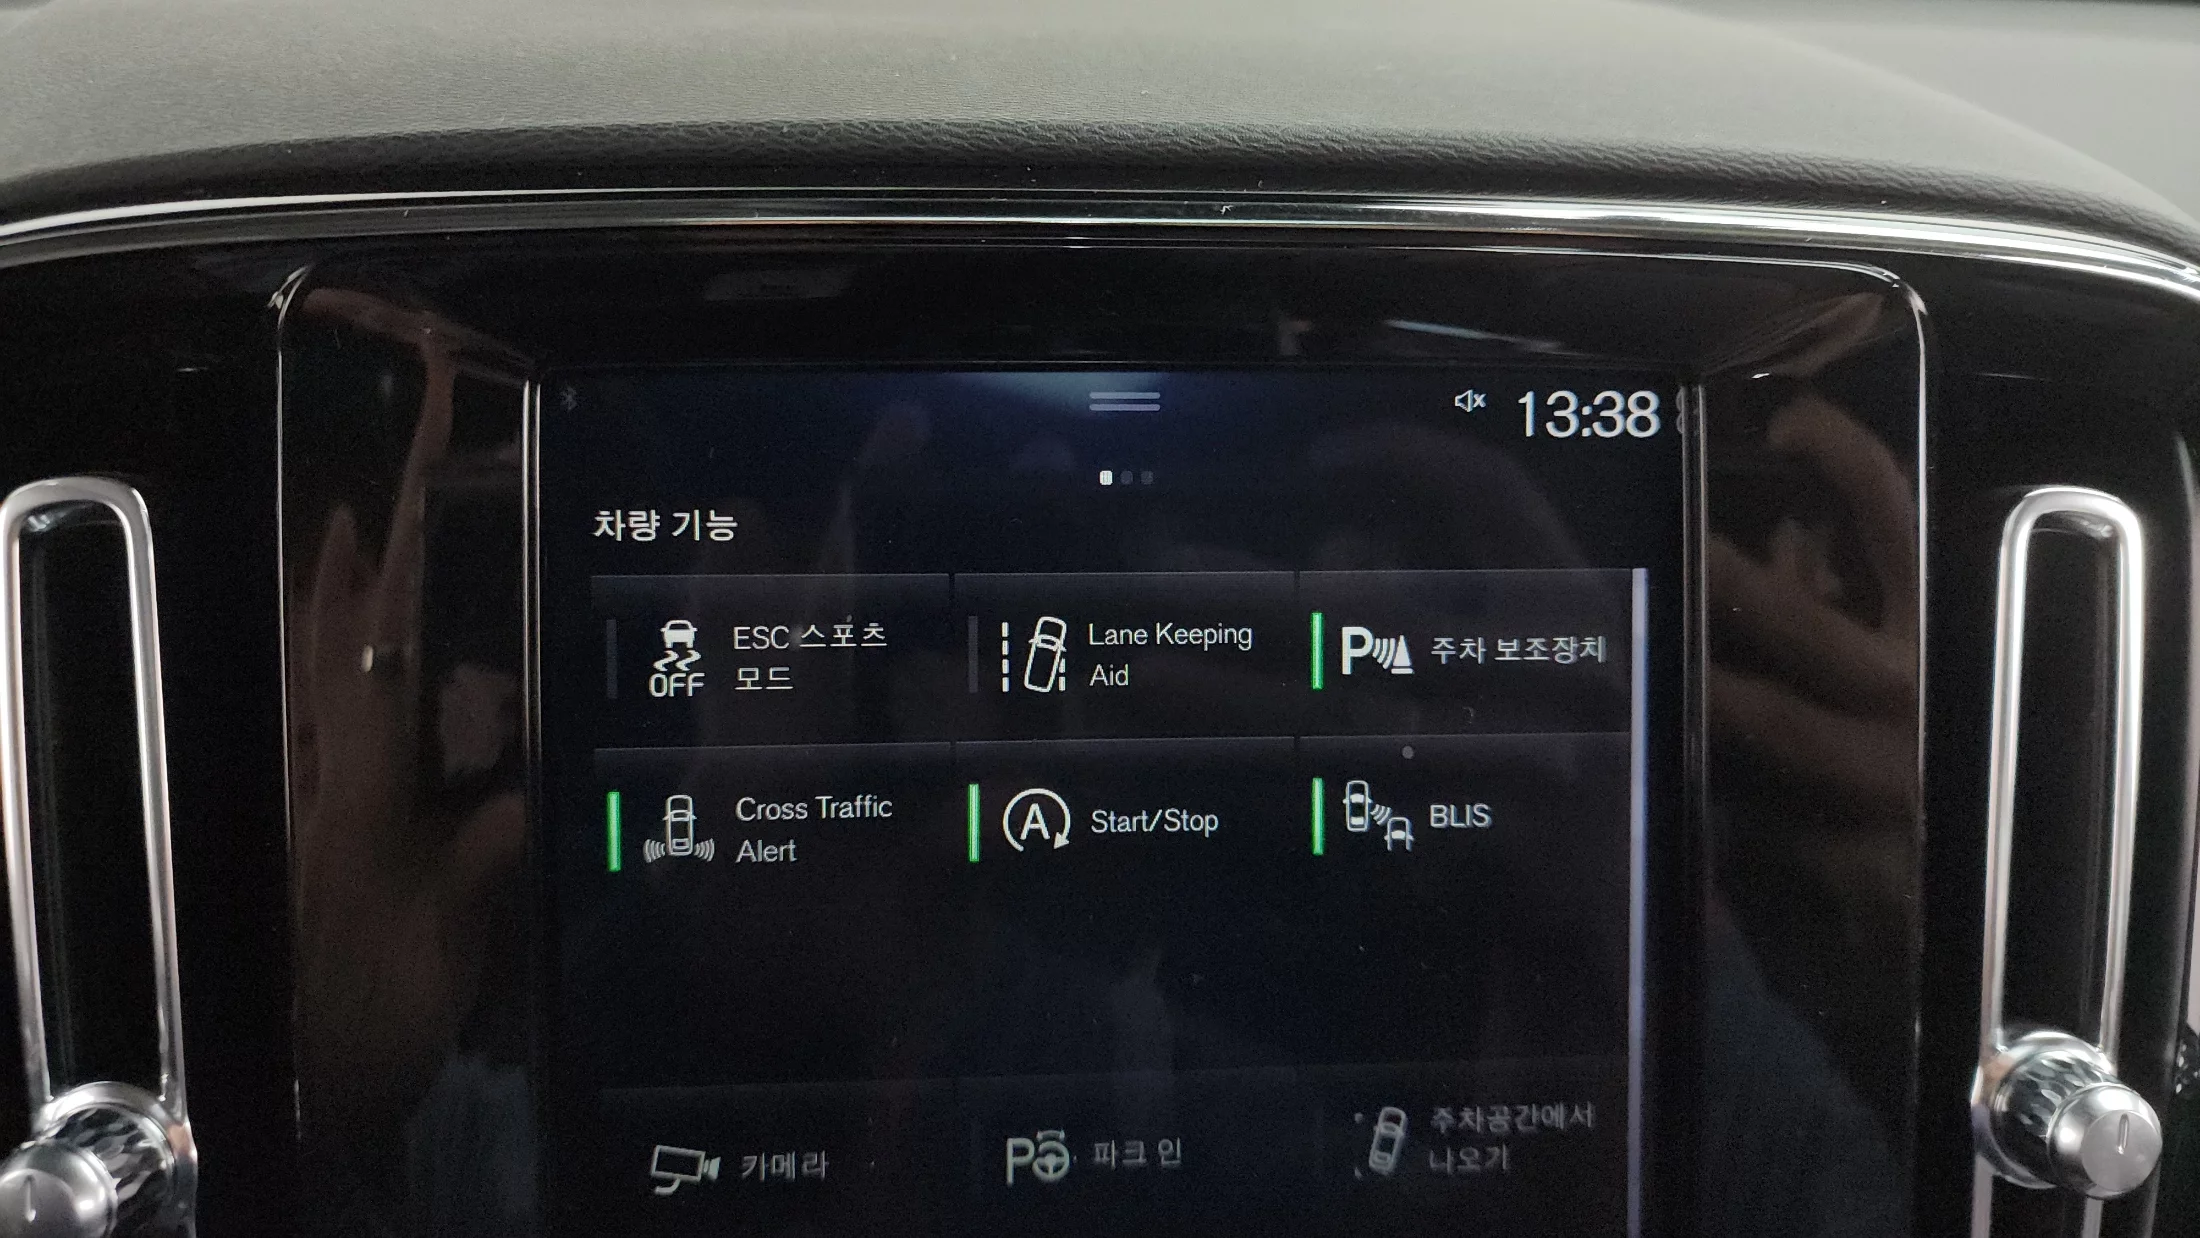 13:38
차량 기능
OFF
ESC 스포츠
모드
Lane Keeping
Aid
P
주차 보조장치
Cross Traffic
Alert
A
Start/Stop
BLIS
카메라
P
파크 인
주차공간에서
나오기